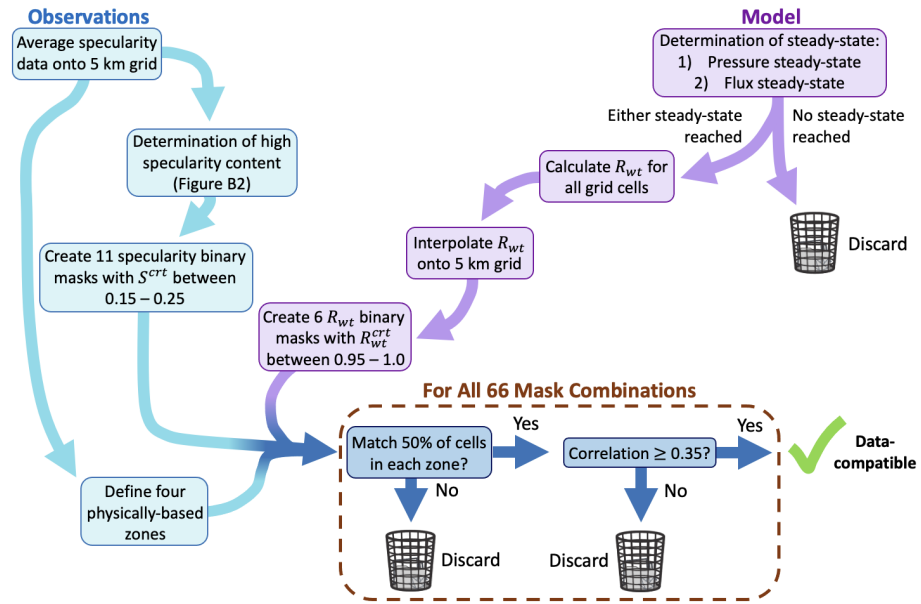 Observations
Average specularity
data onto 5 km grid
Determination of high
specularity content
(Figure B2)
Create 11 specularity binary
masks with S^crt between
0.15 – 0.25
Define four
physically-based
zones
Model
Determination of steady-state:
1) Pressure steady-state
2) Flux steady-state
Either steady-state
reached
No steady-state
reached
Discard
Calculate R_wt for
all grid cells
Interpolate R_wt
onto 5 km grid
Create 6 R_wt binary
masks with R_wt^crt
between 0.95 – 1.0
For All 66 Mask Combinations
Match 50% of cells
in each zone?
Yes
No
Discard
Correlation ≥ 0.35?
Yes
No
Discard
Data-
compatible